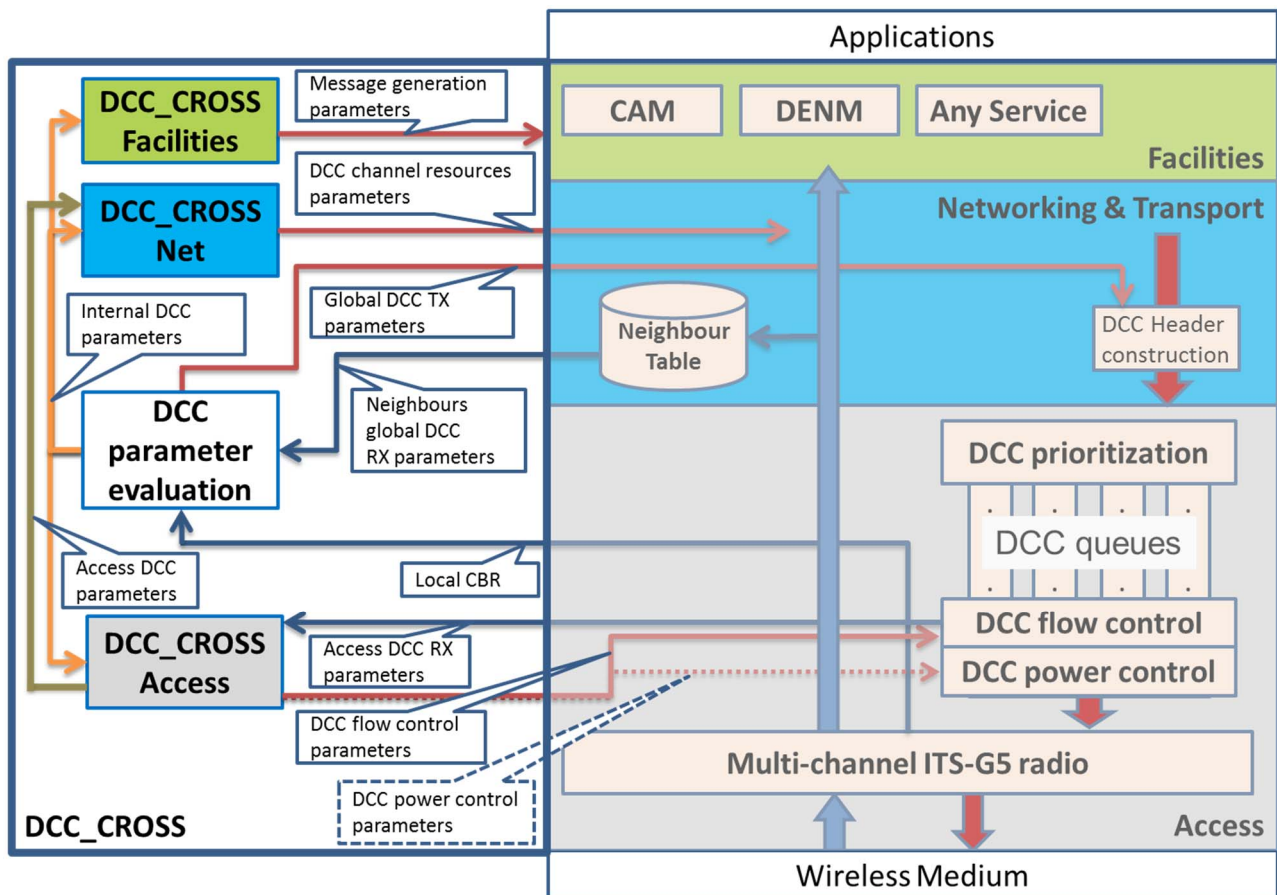 Applications
DCC_CROSS
Facilities
Message generation
parameters
CAM
DENM
Any Service
Facilities
DCC_CROSS
Net
DCC channel resources
parameters
Networking & Transport
Internal DCC
parameters
Global DCC TX
parameters
Neighbour
Table
DCC Header
construction
DCC
parameter
evaluation
Neighbours
global DCC
RX parameters
DCC prioritization
DCC queues
Access DCC
parameters
Local CBR
DCC_CROSS
Access
Access DCC RX
parameters
DCC flow control
DCC power control
DCC flow control
parameters
Multi-channel ITS-G5 radio
DCC power control
parameters
DCC_CROSS
Access
Wireless Medium